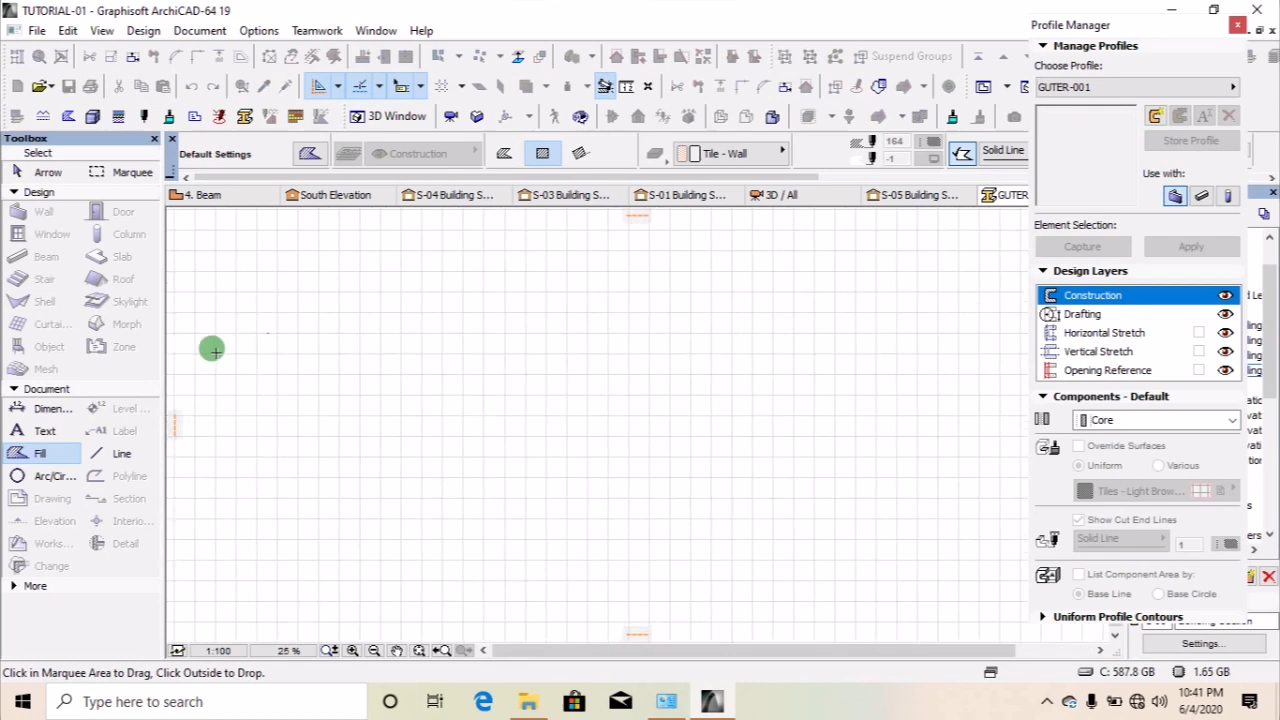 TUTORIAL-01 - Graphisoft ArchiCAD-64 19
File Edit View Design Document Options Teamwork Window Help
Suspend Groups
3D Window
Toolbox
Select
Arrow Marquee
Design
Wall Door
Window Column
Beam Slab
Stair Roof
Shell Skylight
Curtai... Morph
Object Zone
Mesh
Document
Dimen... Level ...
Text Label
Fill Line
Arc/Cir... Polyline
Drawing Section
Elevation Interio...
Works... Detail
Change
More
Default Settings
Construction
Tile - Wall
164
-1
Solid Line
4. Beam South Elevation S-04 Building S... S-03 Building S... S-01 Building S... 3D / All S-05 Building S... GUTER
Profile Manager
Manage Profiles
Choose Profile:
GUTER-001
Store Profile
Use with:
Element Selection:
Capture Apply
Design Layers
Construction
Drafting
Horizontal Stretch
Vertical Stretch
Opening Reference
Components - Default
Core
Override Surfaces
Uniform Various
Tiles - Light Brow...
Show Cut End Lines
Solid Line 1
List Component Area by:
Base Line Base Circle
Uniform Profile Contours
Settings...
1:100 25 %
Click in Marquee Area to Drag, Click Outside to Drop.
C: 587.8 GB 1.65 GB
Type here to search
10:41 PM
6/4/2020